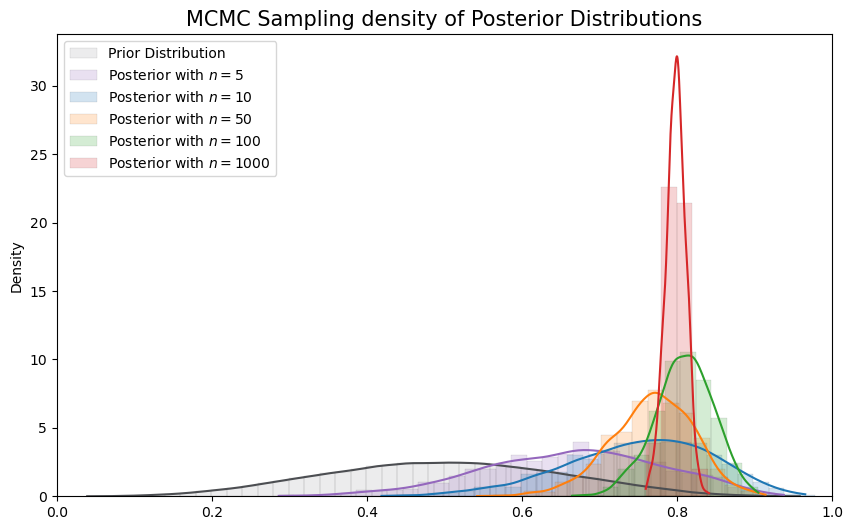 MCMC Sampling density of Posterior Distributions
Prior Distribution
Posterior with n = 5
Posterior with n = 10
Posterior with n = 50
Posterior with n = 100
Posterior with n = 1000
Density
30
25
20
15
10
5
0
0.0 0.2 0.4 0.6 0.8 1.0